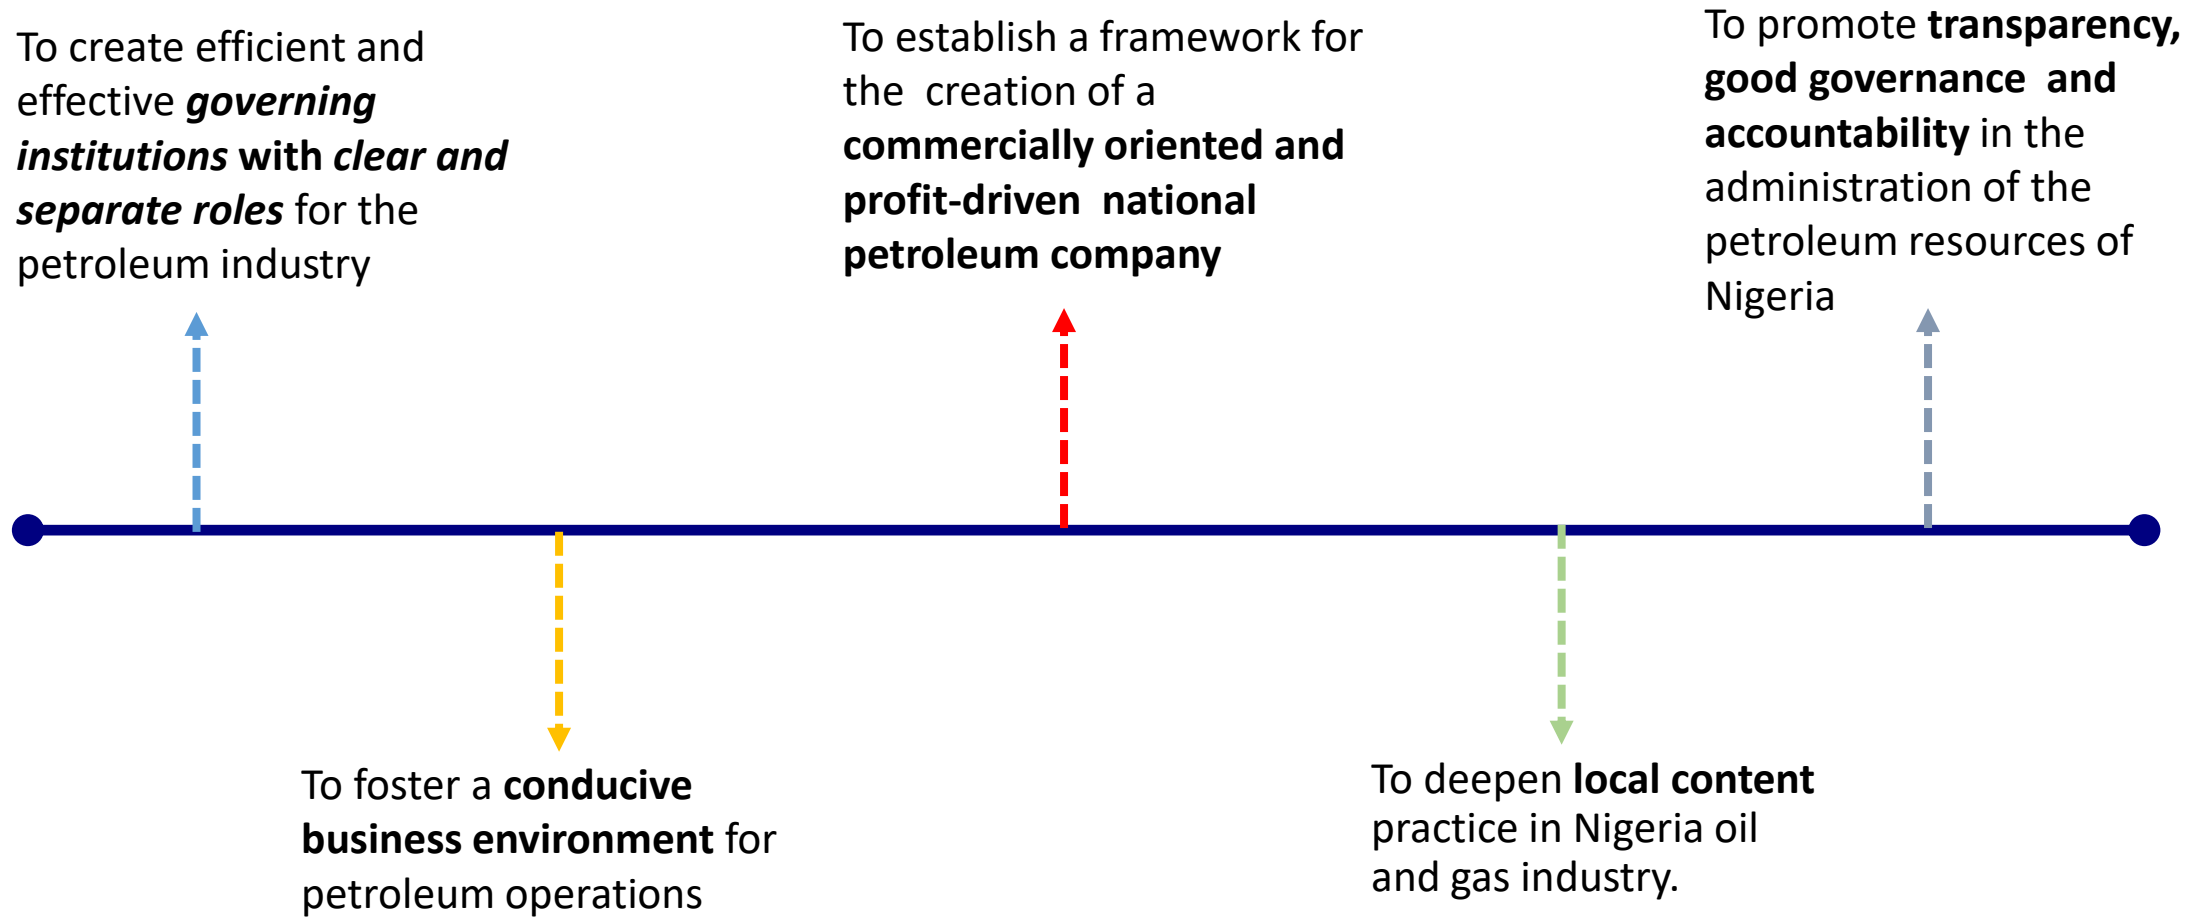 To create efficient and
effective governing
institutions with clear and
separate roles for the
petroleum industry
To foster a conducive
business environment for
petroleum operations
To establish a framework for
the creation of a
commercially oriented and
profit-driven national
petroleum company
To deepen local content
practice in Nigeria oil
and gas industry.
To promote transparency,
good governance and
accountability in the
administration of the
petroleum resources of
Nigeria